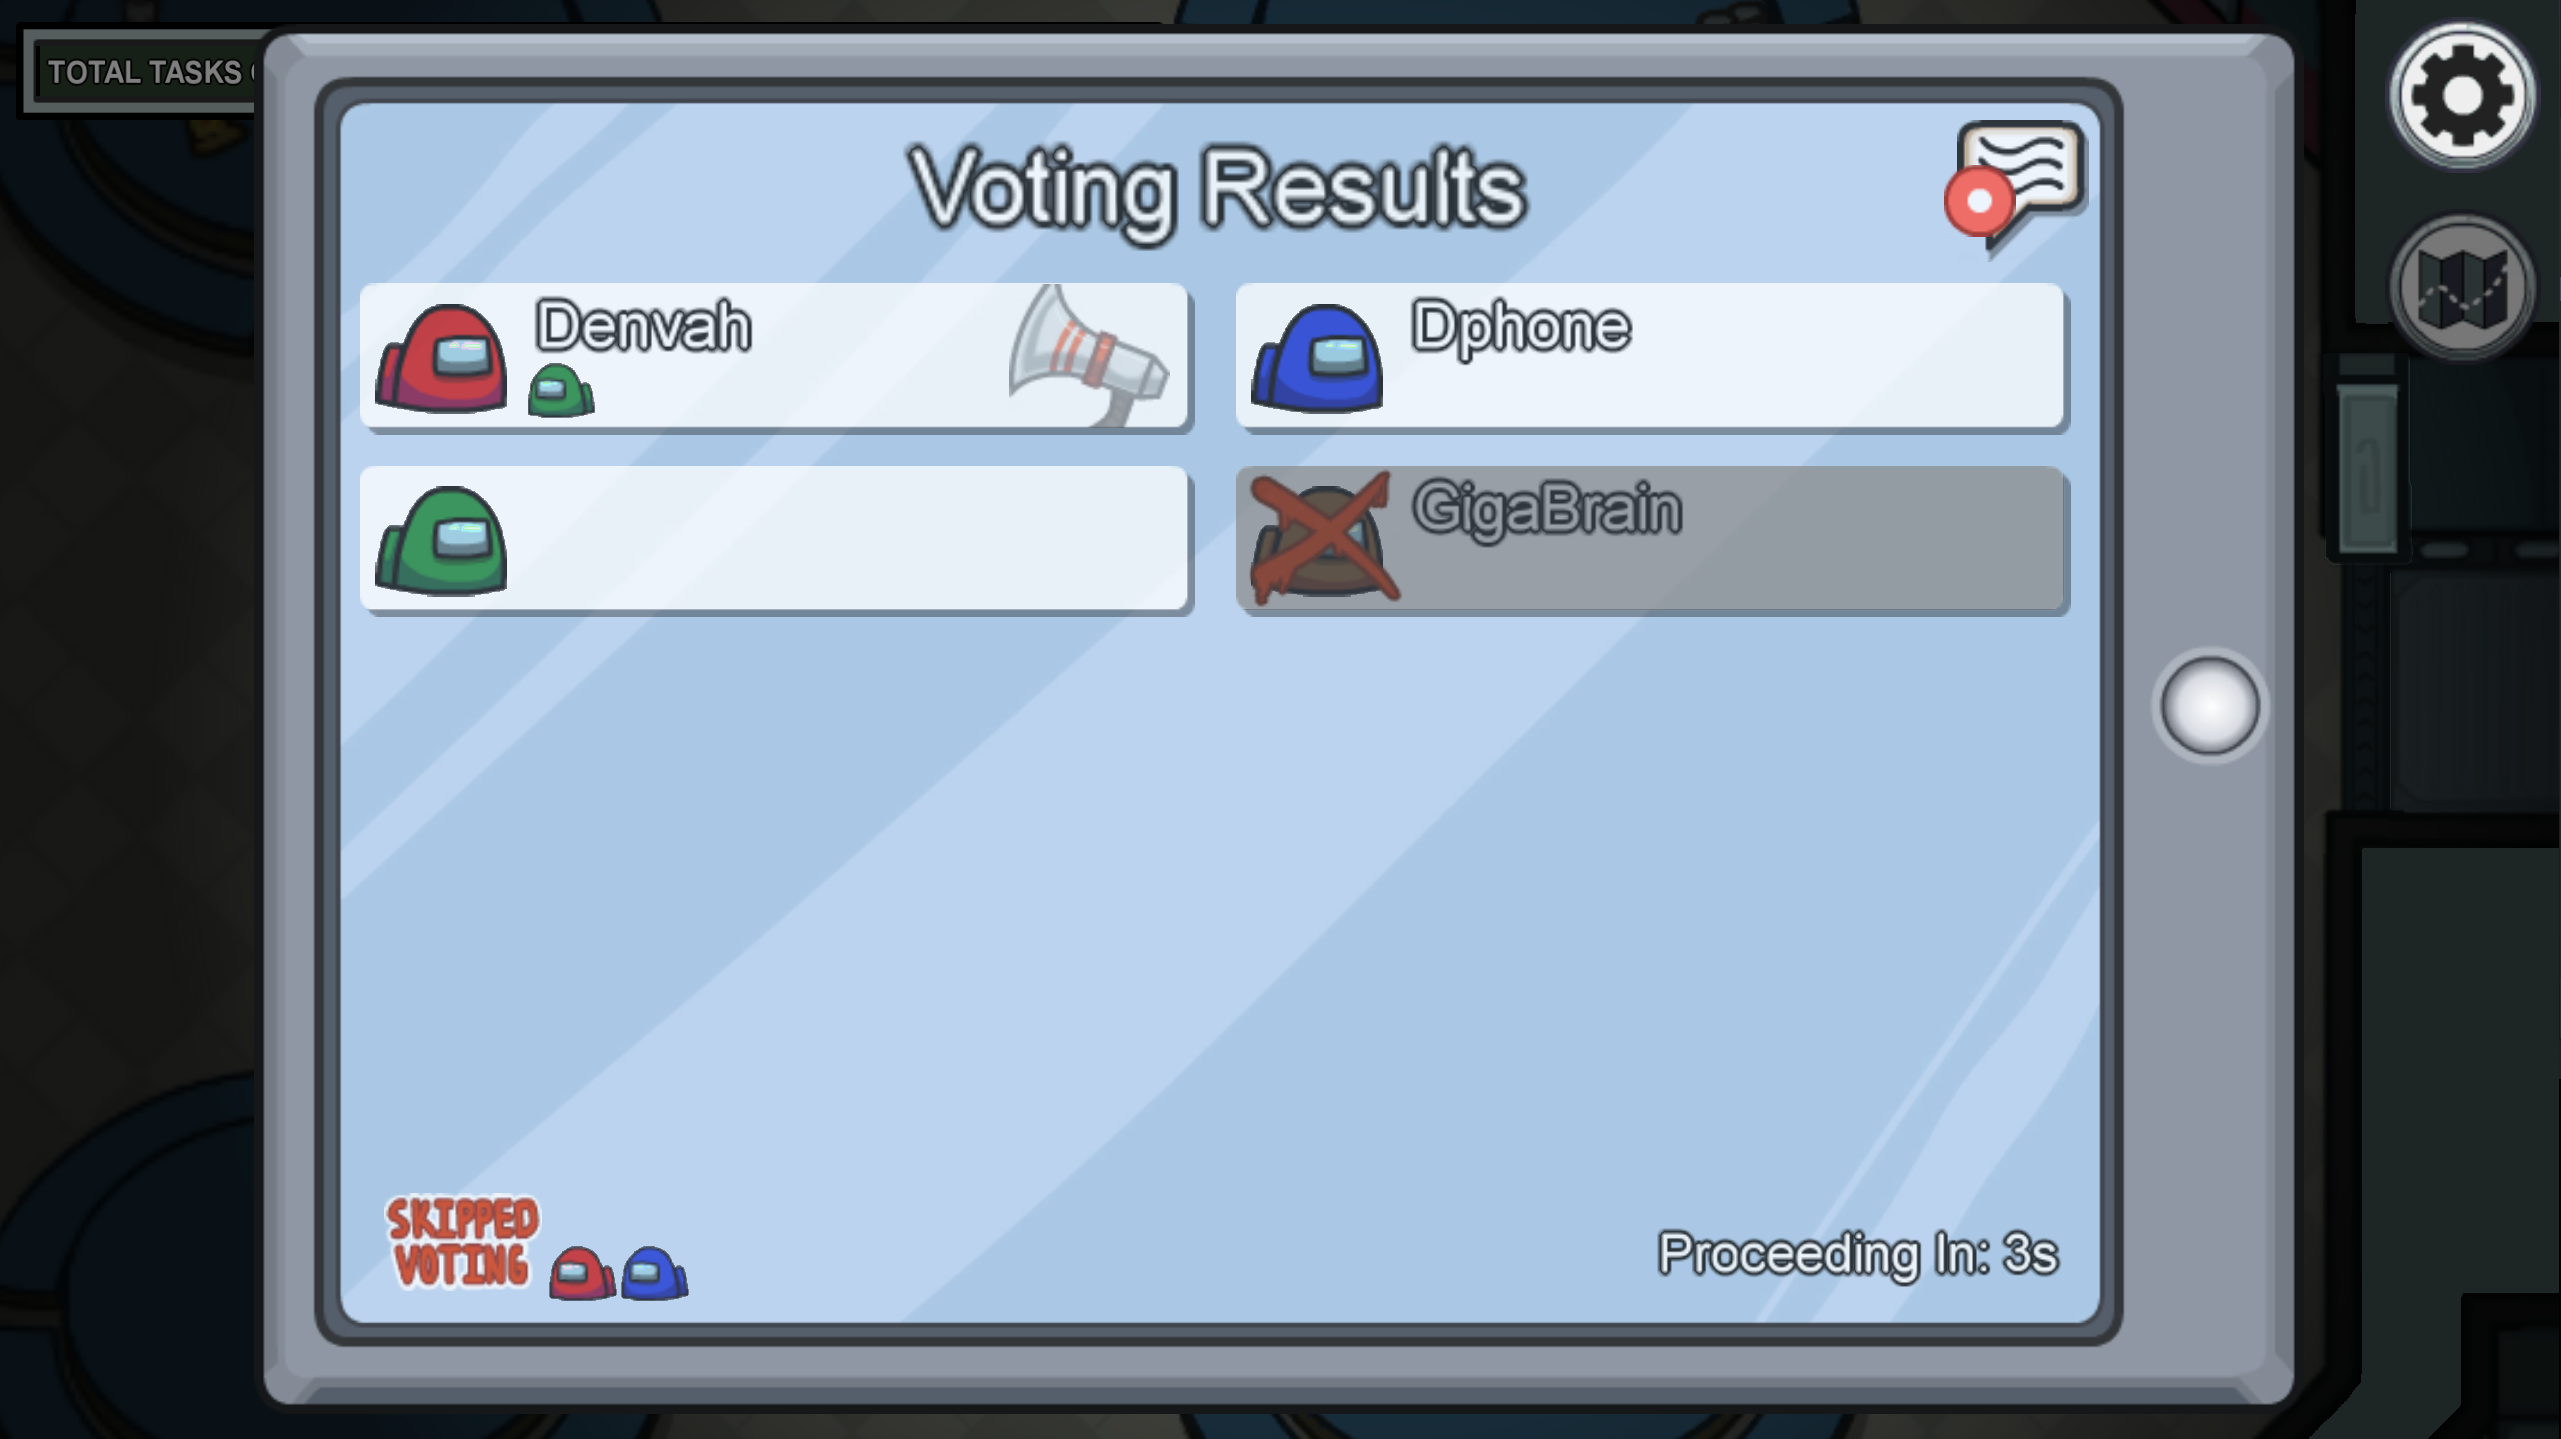 TOTAL TASKS
Voting Results
Denvah
Dphone
GigaBrain
SKIPPED
VOTING
Proceeding In: 3s